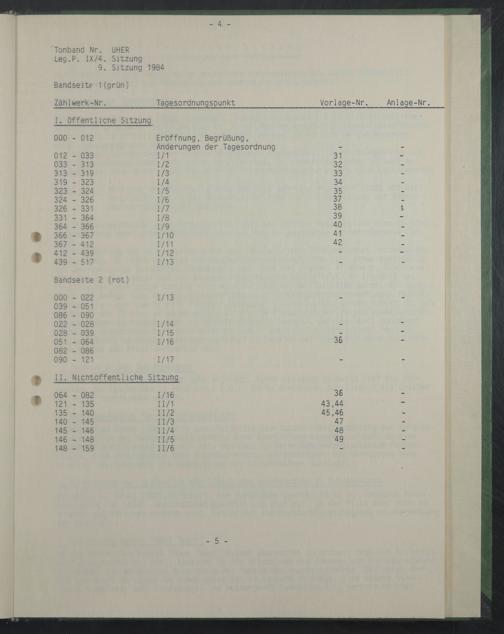 - 4 -
Tonband Nr. UHER
Leg.P. IX/4. Sitzung
9. Sitzung 1984
Bandseite 1(grün)
Zählwerk-Nr. Tagesordnungspunkt Vorlage-Nr. Anlage-Nr.
I. Öffentliche Sitzung
000 - 012 Eröffnung, Begrüßung,
Änderungen der Tagesordnung - -
012 - 033 I/1 31 -
033 - 313 I/2 32 -
313 - 319 I/3 33 -
319 - 323 I/4 34 -
323 - 324 I/5 35 -
324 - 326 I/6 37 -
326 - 331 I/7 38 1
331 - 364 I/8 39 -
364 - 366 I/9 40 -
366 - 367 I/10 41 -
367 - 412 I/11 42 -
412 - 439 I/12 - -
439 - 517 I/13 - -
Bandseite 2 (rot)
000 - 022 I/13 - -
039 - 051
086 - 090
022 - 028 I/14 - -
028 - 039 I/15 - -
051 - 064 I/16 36 -
082 - 086
090 - 121 I/17 - -
II. Nichtöffentliche Sitzung
064 - 082 I/16 36 -
121 - 135 II/1 43,44 -
135 - 140 II/2 45,46 -
140 - 145 II/3 47 -
145 - 146 II/4 48 -
146 - 148 II/5 49 -
148 - 159 II/6 - -
- 5 -